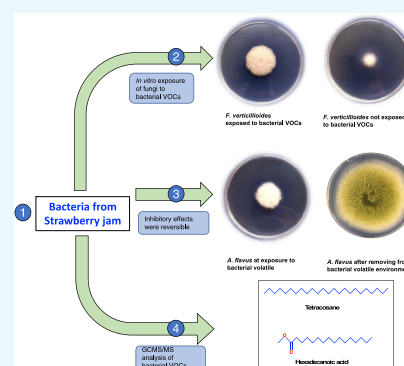 2
In vitro exposure
of fungi to
bacterial VOCs
F. verticillioides
exposed to bacterial VOCs
F. verticillioides not exposed
to bacterial VOCs
1
Bacteria from
Strawberry jam
3
Inhibitory effects
were reversible
A. flavus at exposure to
bacterial volatile
A. flavus after removing from
bacterial volatile environme
4
GCMS/MS
analysis of
bacterial VOCs
Tetracosane
O
O
Hexadecanoic acid